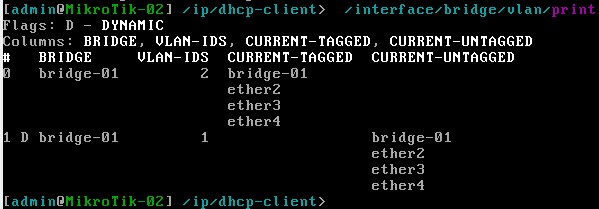 [admin@MikroTik-02] /ip/dhcp-client> /interface/bridge/vlan/print
Flags: D - DYNAMIC
Columns: BRIDGE, VLAN-IDS, CURRENT-TAGGED, CURRENT-UNTAGGED
#   BRIDGE     VLAN-IDS  CURRENT-TAGGED  CURRENT-UNTAGGED
0   bridge-01         2  bridge-01
                         ether2
                         ether3
                         ether4
1 D bridge-01         1                  bridge-01
                                         ether2
                                         ether3
                                         ether4
[admin@MikroTik-02] /ip/dhcp-client>